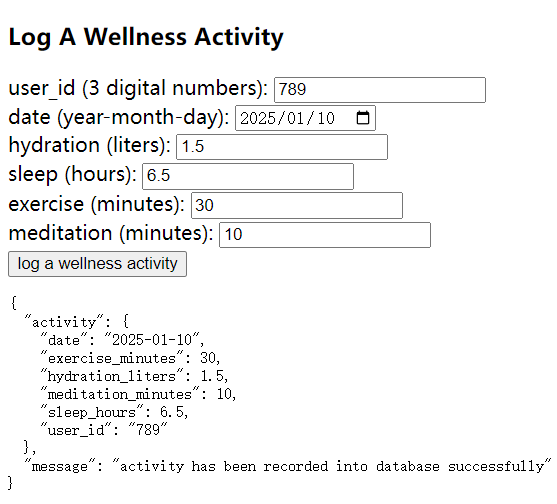 Log A Wellness Activity
user_id (3 digital numbers): 789
date (year-month-day): 2025/01/10
hydration (liters): 1.5
sleep (hours): 6.5
exercise (minutes): 30
meditation (minutes): 10
log a wellness activity
{
  "activity": {
    "date": "2025-01-10",
    "exercise_minutes": 30,
    "hydration_liters": 1.5,
    "meditation_minutes": 10,
    "sleep_hours": 6.5,
    "user_id": "789"
  },
  "message": "activity has been recorded into database successfully"
}